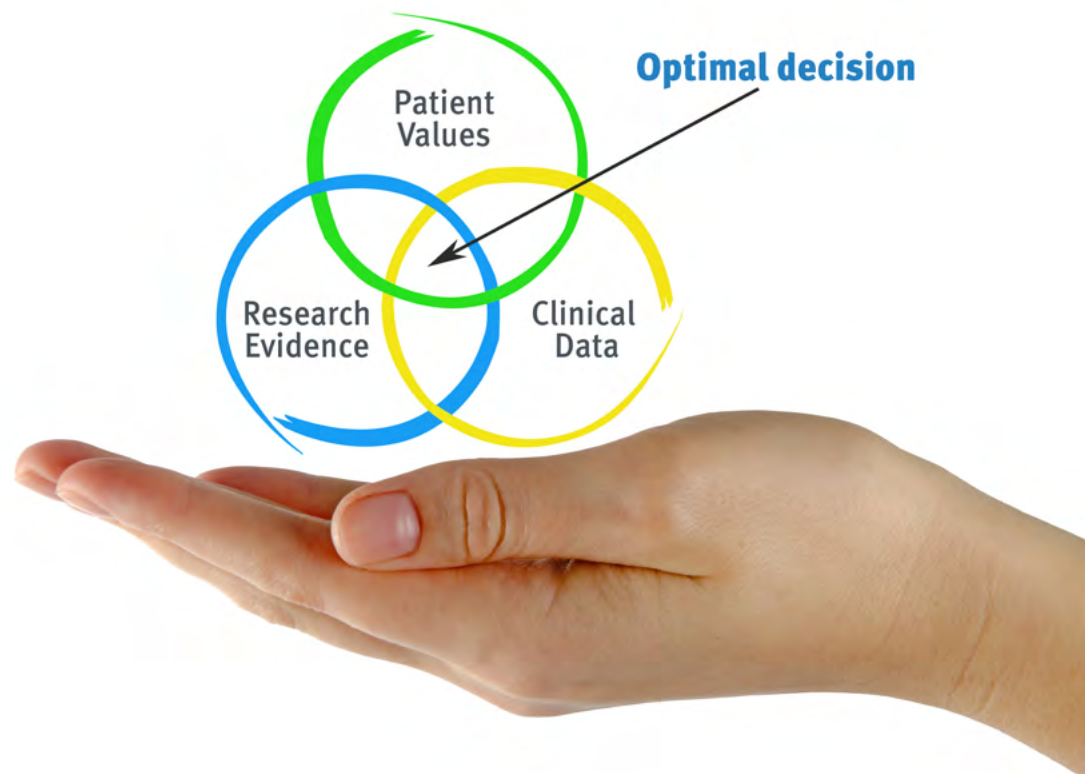 Optimal decision
Patient
Values
Research
Evidence
Clinical
Data